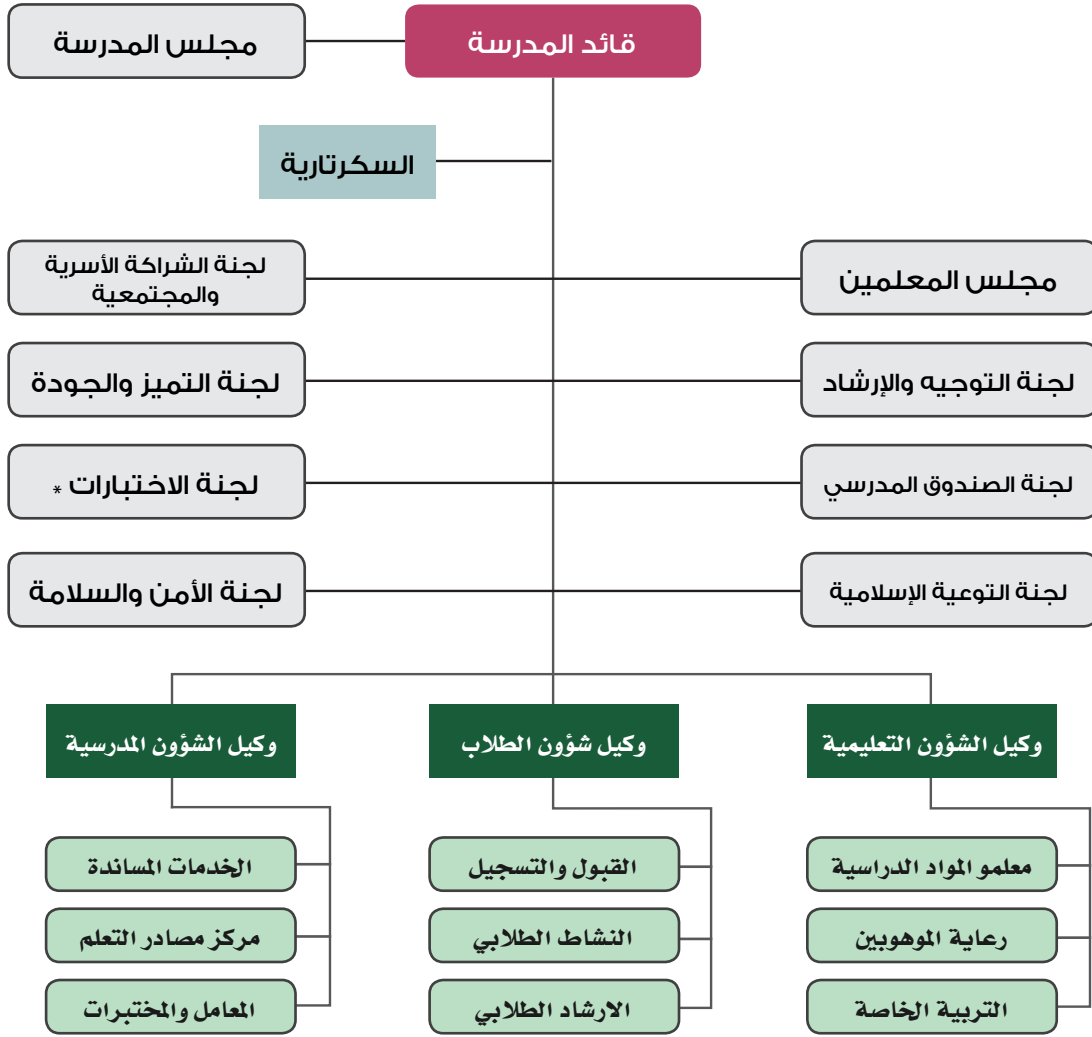 قائد المدرسة
مجلس المدرسة
السكرتارية
مجلس المعلمين
لجنة الشراكة الأسرية
والمجتمعية
لجنة التوجيه والإرشاد
لجنة التميز والجودة
لجنة الصندوق المدرسي
لجنة الاختبارات *
لجنة التوعية الإسلامية
لجنة الأمن والسلامة
وكيل الشؤون التعليمية
وكيل شؤون الطلاب
وكيل الشؤون المدرسية
معلمو المواد الدراسية
القبول والتسجيل
الخدمات المساندة
رعاية الموهوبين
النشاط الطلابي
مركز مصادر التعلم
التربية الخاصة
الارشاد الطلابي
المعامل والمختبرات